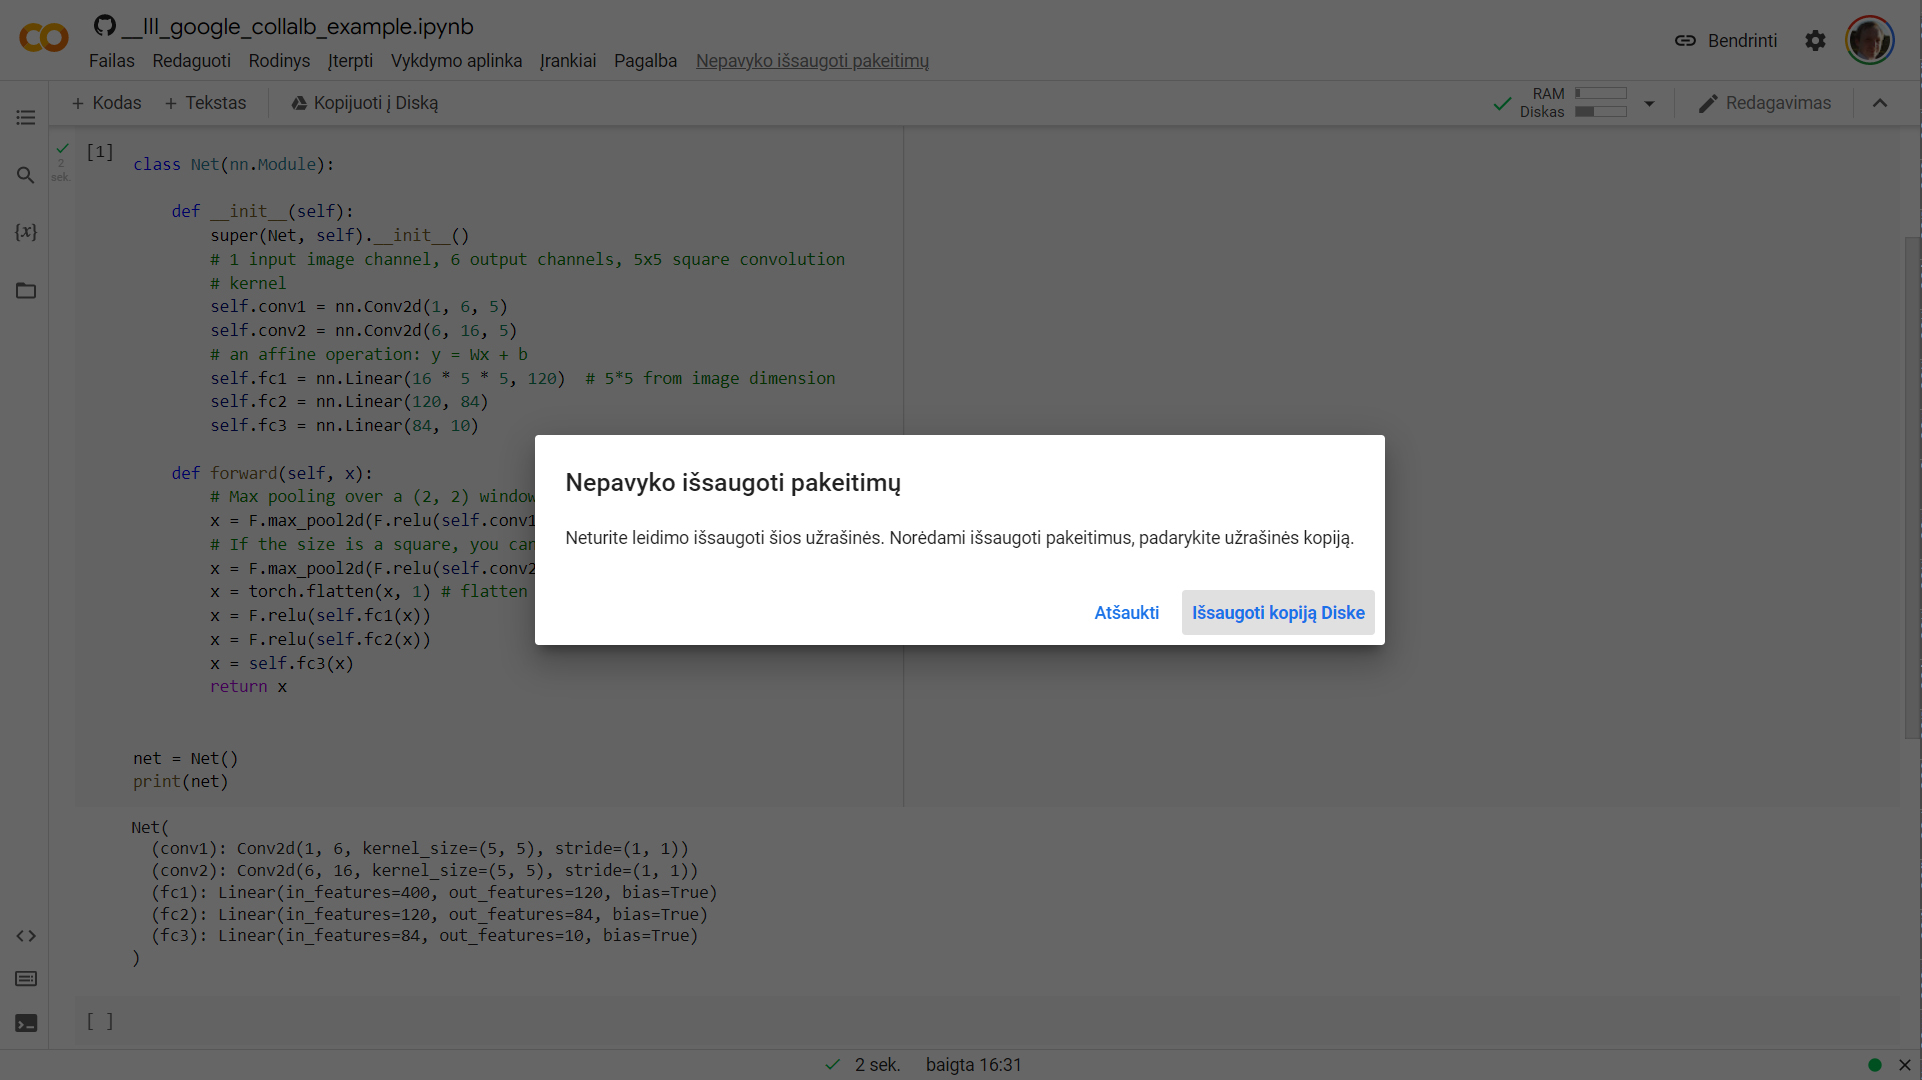 __lll_google_collalb_example.ipynb
Failas Redaguoti Rodinys Įterpti Vykdymo aplinka Įrankiai Pagalba Nepavyko išsaugoti pakeitimų
Bendrinti
+ Kodas + Tekstas Kopijuoti į Diską
RAM
Diskas
Redagavimas
[1]
2
sek.
{x}
class Net(nn.Module):
def __init__(self):
super(Net, self).__init__()
# 1 input image channel, 6 output channels, 5x5 square convolution
# kernel
self.conv1 = nn.Conv2d(1, 6, 5)
self.conv2 = nn.Conv2d(6, 16, 5)
# an affine operation: y = Wx + b
self.fc1 = nn.Linear(16 * 5 * 5, 120)  # 5*5 from image dimension
self.fc2 = nn.Linear(120, 84)
self.fc3 = nn.Linear(84, 10)
def forward(self, x):
# Max pooling over a (2, 2) window
x = F.max_pool2d(F.relu(self.conv1
# If the size is a square, you can
x = F.max_pool2d(F.relu(self.conv2
x = torch.flatten(x, 1) # flatten
x = F.relu(self.fc1(x))
x = F.relu(self.fc2(x))
x = self.fc3(x)
return x
net = Net()
print(net)
Nepavyko išsaugoti pakeitimų
Neturite leidimo išsaugoti šios užrašinės. Norėdami išsaugoti pakeitimus, padarykite užrašinės kopiją.
Atšaukti Išsaugoti kopiją Diske
Net(
(conv1): Conv2d(1, 6, kernel_size=(5, 5), stride=(1, 1))
(conv2): Conv2d(6, 16, kernel_size=(5, 5), stride=(1, 1))
(fc1): Linear(in_features=400, out_features=120, bias=True)
(fc2): Linear(in_features=120, out_features=84, bias=True)
(fc3): Linear(in_features=84, out_features=10, bias=True)
)
[ ]
2 sek. baigta 16:31